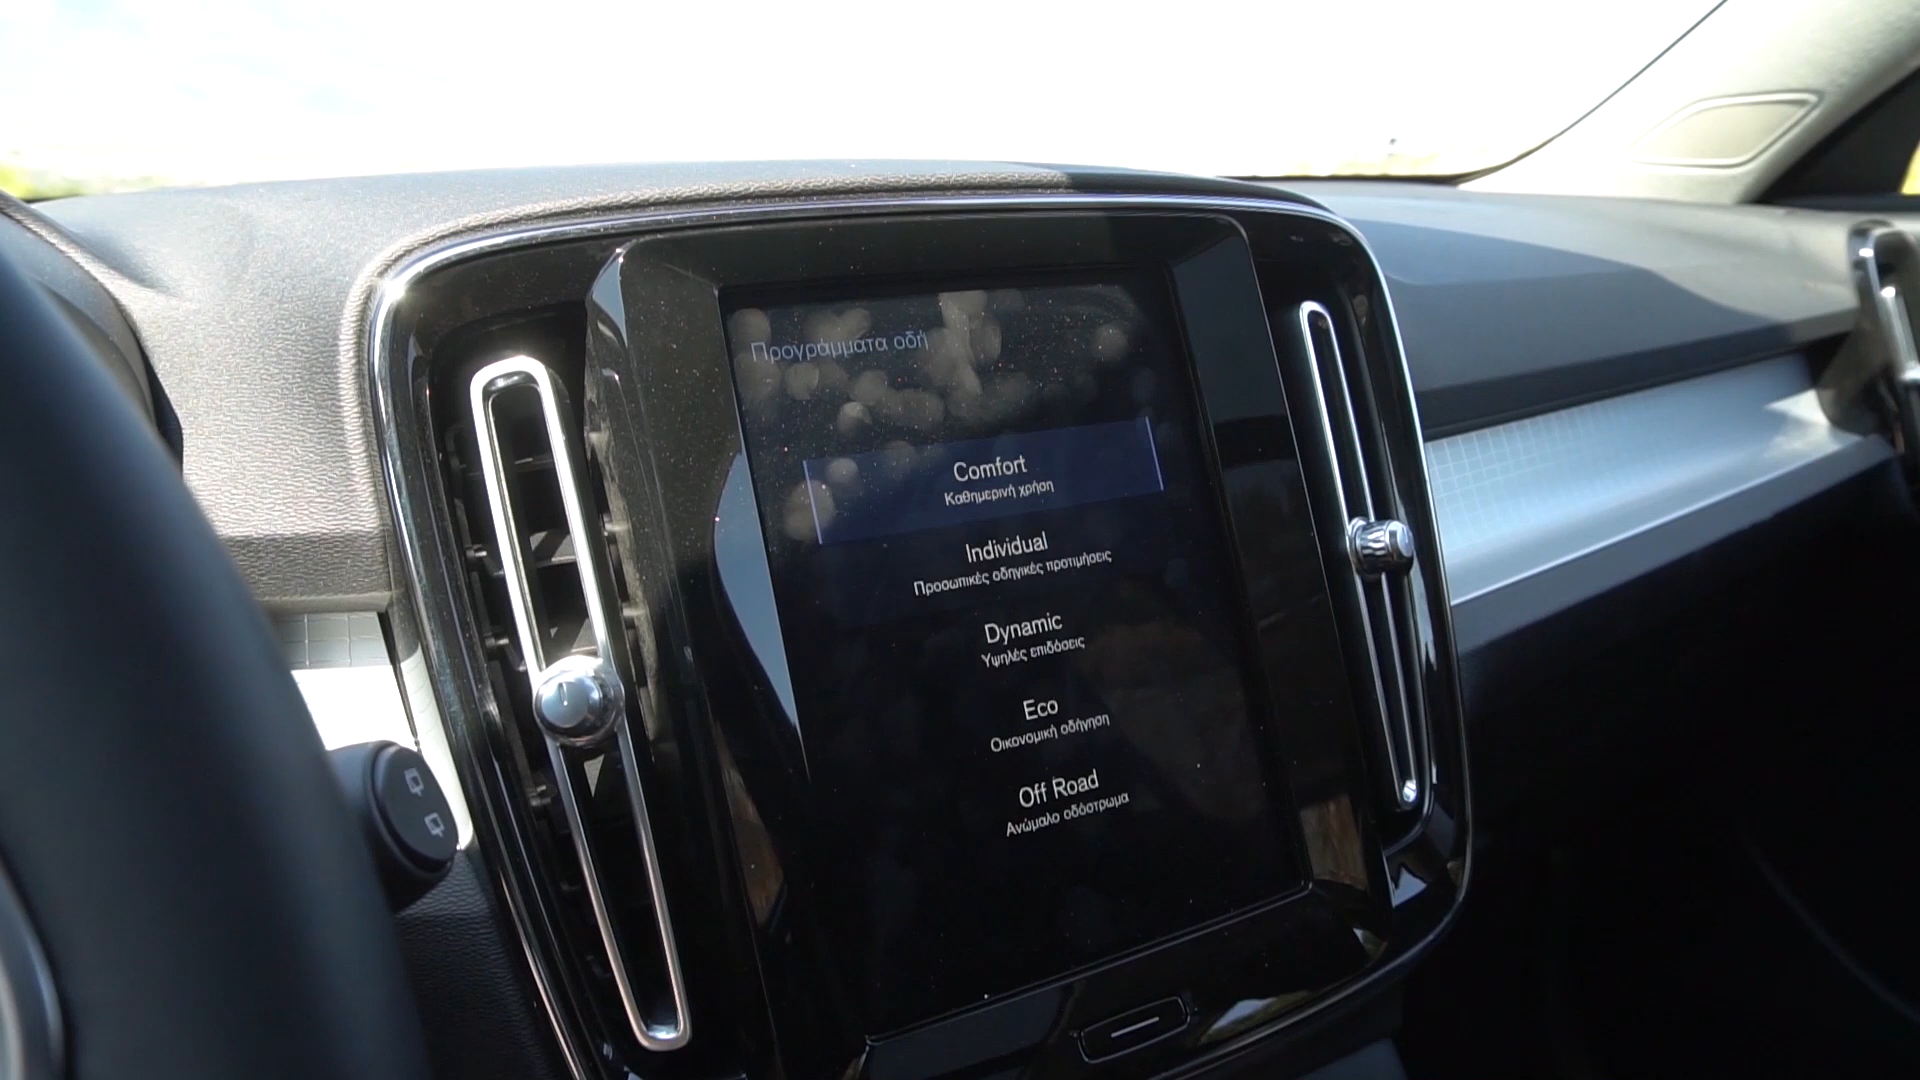 Προγράμματα οδή
Comfort
Καθημερινή χρήση
Individual
Προσωπικές οδηγικές προτιμήσεις
Dynamic
Υψηλές επιδόσεις
Eco
Οικονομική οδήγηση
Off Road
Ανώμαλο οδόστρωμα